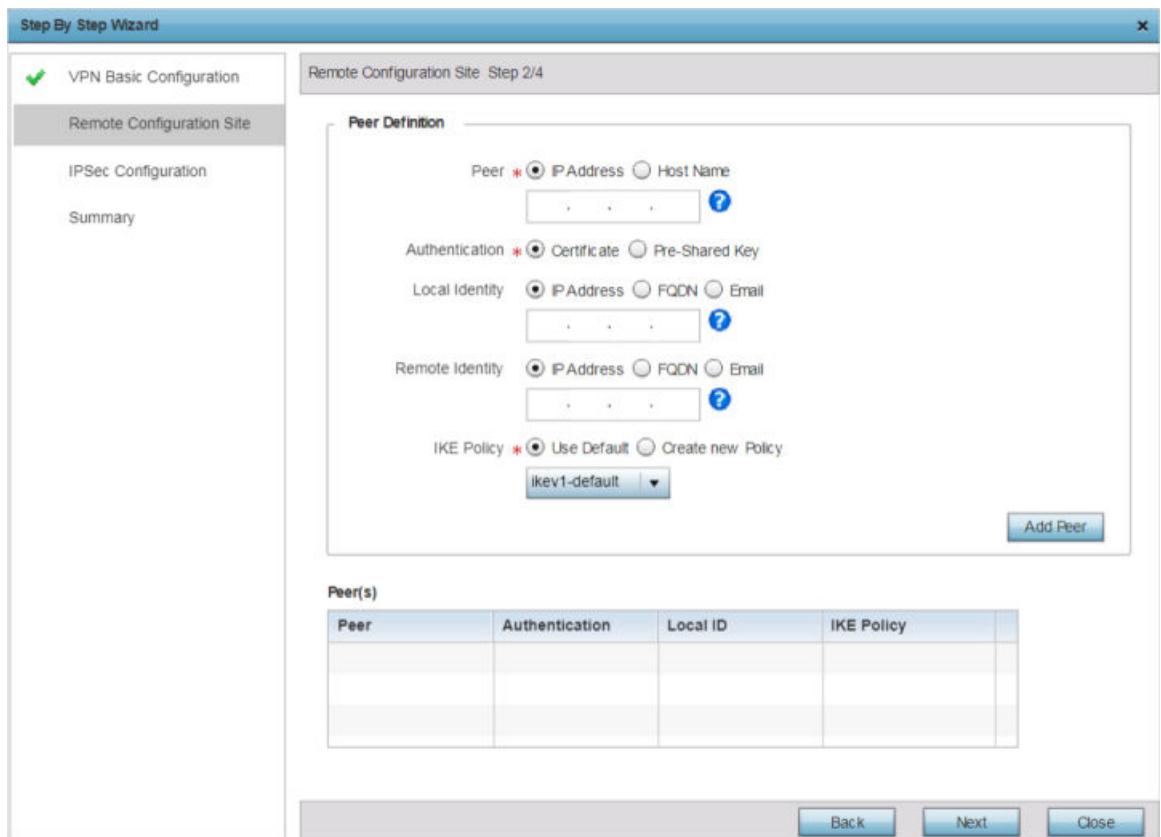 Step By Step Wizard
VPN Basic Configuration
Remote Configuration Site
IPSec Configuration
Summary
Remote Configuration Site Step 2/4
Peer Definition
Peer * IP Address Host Name
. . . ?
Authentication * Certificate Pre-Shared Key
Local Identity IP Address FQDN Email
. . . ?
Remote Identity IP Address FQDN Email
. . . ?
IKE Policy * Use Default Create new Policy
ikev1-default
Add Peer
Peer(s)
Peer Authentication Local ID IKE Policy
Back Next Close